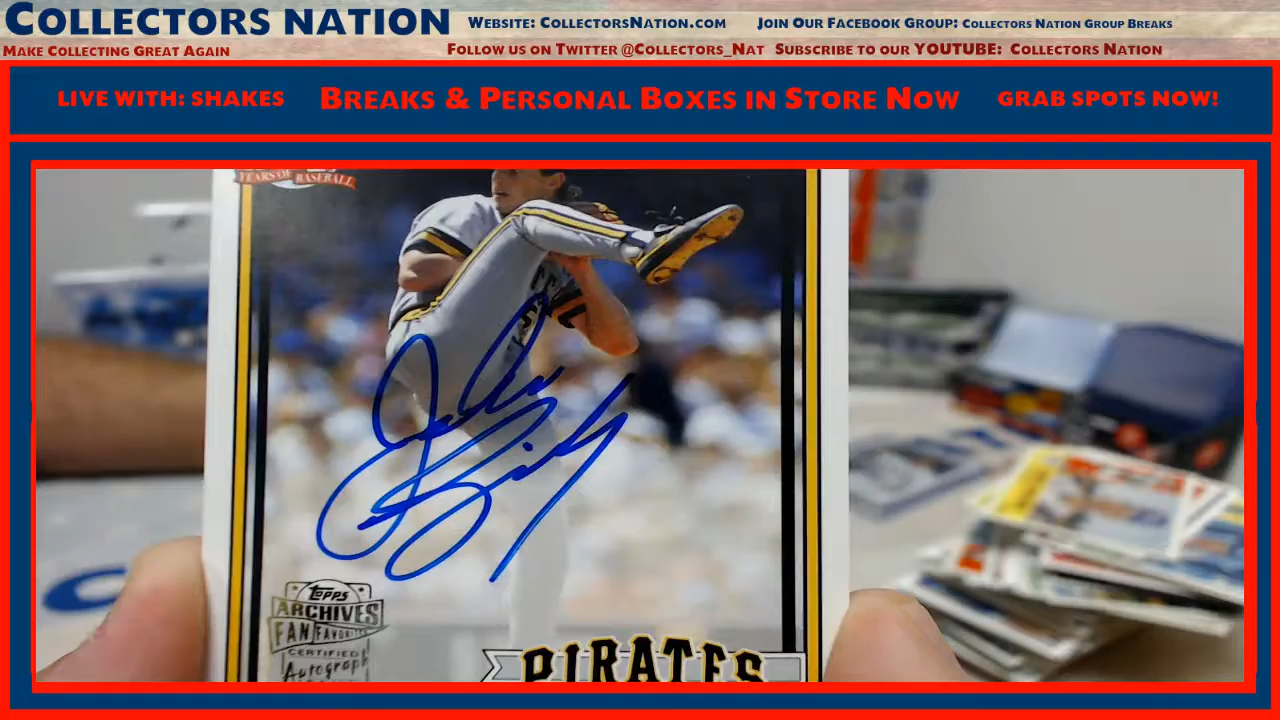 COLLECTORS NATION
WEBSITE: COLLECTORSNATION.COM
JOIN OUR FACEBOOK GROUP: COLLECTORS NATION GROUP BREAKS
MAKE COLLECTING GREAT AGAIN
FOLLOW US ON TWITTER @COLLECTORS_NAT
SUBSCRIBE TO OUR YOUTUBE: COLLECTORS NATION
LIVE WITH: SHAKES
BREAKS & PERSONAL BOXES IN STORE NOW
GRAB SPOTS NOW!
YEARS OF BASEBALL
TOPPS
ARCHIVES
FAN FAVORITES
CERTIFIED
Autograph
PIRATES